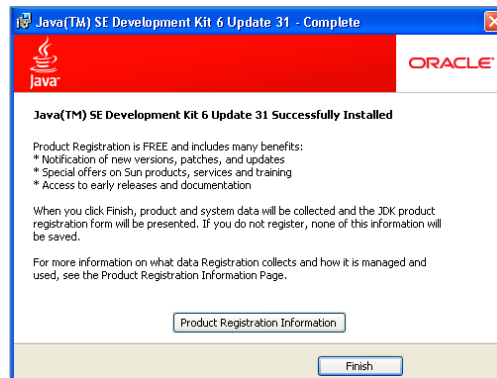 Java(TM) SE Development Kit 6 Update 31 - Complete
Java
ORACLE
Java(TM) SE Development Kit 6 Update 31 Successfully Installed
Product Registration is FREE and includes many benefits:
* Notification of new versions, patches, and updates
* Special offers on Sun products, services and training
* Access to early releases and documentation
When you click Finish, product and system data will be collected and the JDK product
registration form will be presented. If you do not register, none of this information will
be saved.
For more information on what data Registration collects and how it is managed and
used, see the Product Registration Information Page.
Product Registration Information
Finish